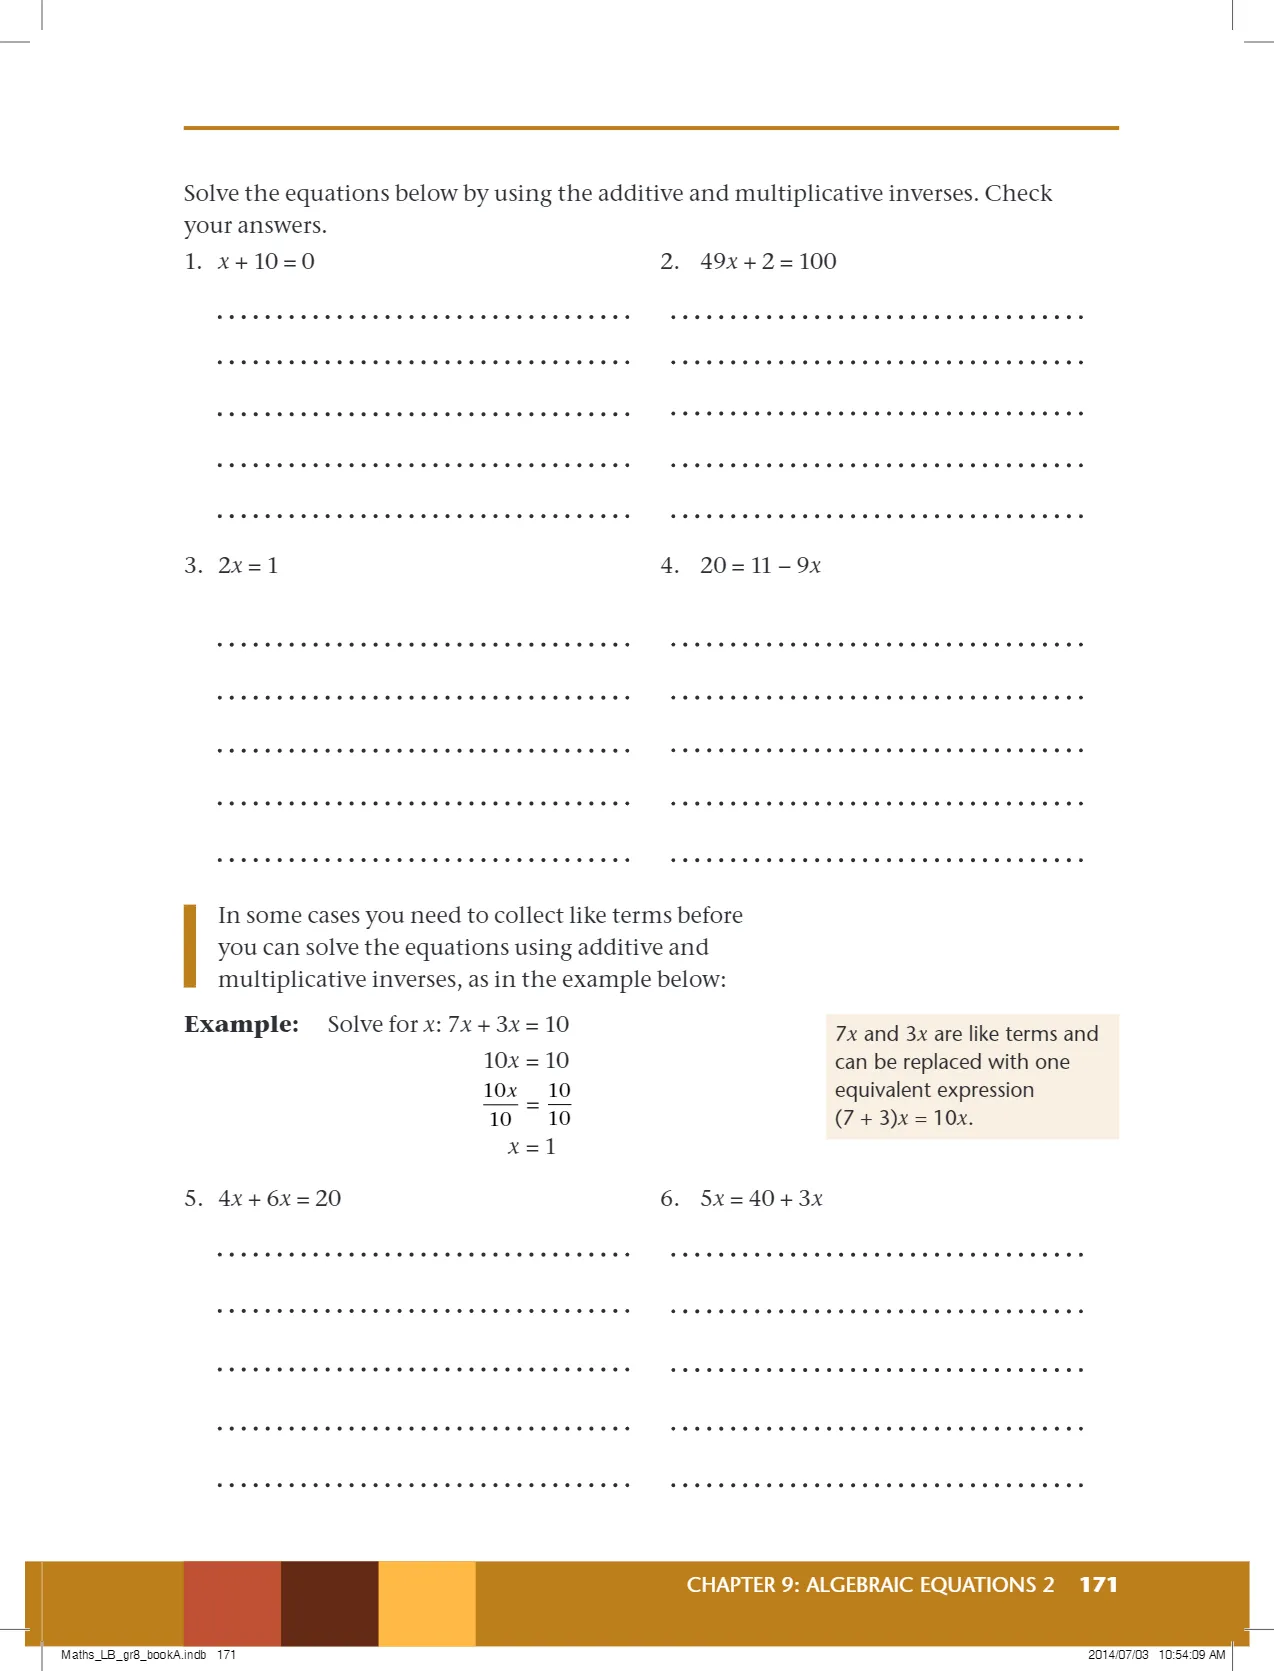 Solve the equations below by using the additive and multiplicative inverses. Check
your answers.
1. x + 10 = 0
2. 49x + 2 = 100
3. 2x = 1
4. 20 = 11 – 9x
In some cases you need to collect like terms before
you can solve the equations using additive and
multiplicative inverses, as in the example below:
Example: Solve for x: 7x + 3x = 10
10x = 10
10x/10 = 10/10
x = 1
7x and 3x are like terms and
can be replaced with one
equivalent expression
(7 + 3)x = 10x.
5. 4x + 6x = 20
6. 5x = 40 + 3x
CHAPTER 9: ALGEBRAIC EQUATIONS 2 171
Maths_LB_gr8_bookA.indb 171
2014/07/03 10:54:09 AM